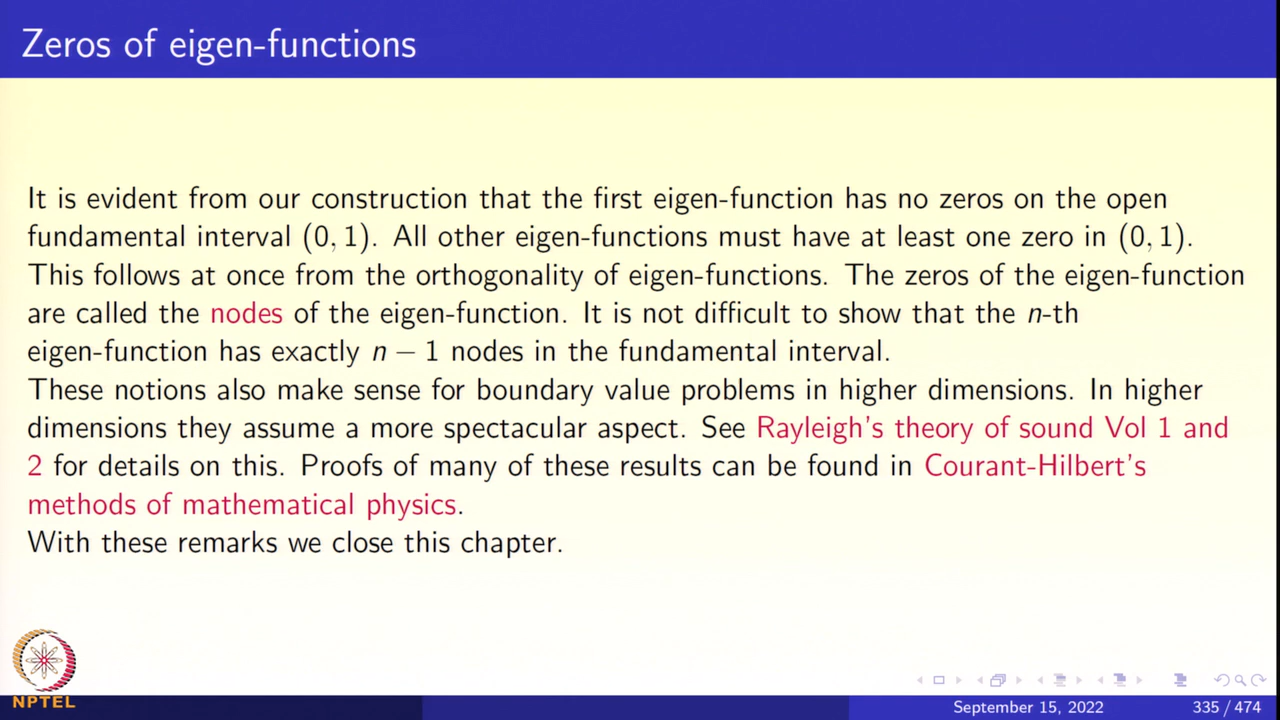 Zeros of eigen-functions
It is evident from our construction that the first eigen-function has no zeros on the open
fundamental interval (0, 1). All other eigen-functions must have at least one zero in (0, 1).
This follows at once from the orthogonality of eigen-functions. The zeros of the eigen-function
are called the nodes of the eigen-function. It is not difficult to show that the n-th
eigen-function has exactly n − 1 nodes in the fundamental interval.
These notions also make sense for boundary value problems in higher dimensions. In higher
dimensions they assume a more spectacular aspect. See Rayleigh's theory of sound Vol 1 and
2 for details on this. Proofs of many of these results can be found in Courant-Hilbert's
methods of mathematical physics.
With these remarks we close this chapter.
NPTEL
September 15, 2022 335 / 474